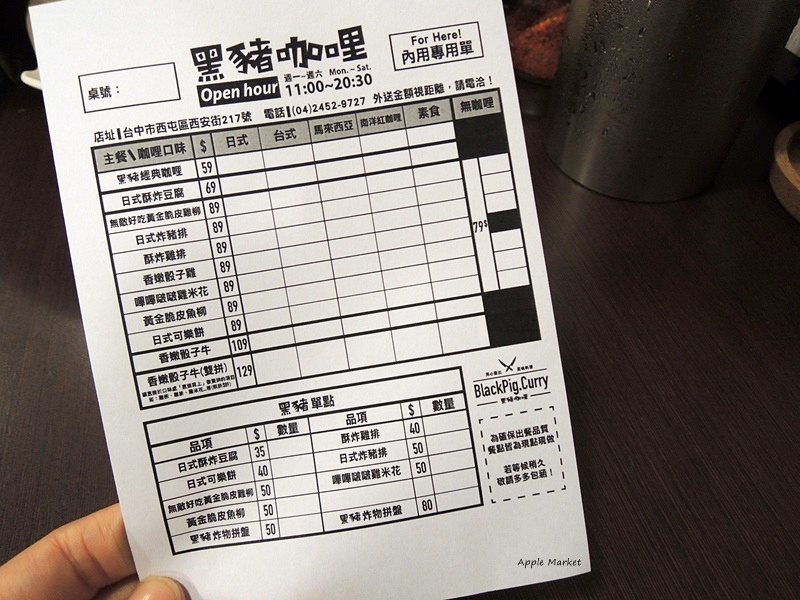 桌號：
黑豬咖哩
For Here!
內用專用單
Open hour 週一~週六 Mon.~Sat.
11:00~20:30
店址 台中市西屯區西安街217號 電話 (04)2452-9727 外送金額視距離，請電洽！
主餐\咖哩口味 $ 日式 台式 馬來西亞 南洋紅咖哩 素食 無咖哩
黑豬經典咖哩 59
日式酥炸豆腐 69
無敵好吃黃金脆皮雞柳 89
日式炸豬排 89
酥炸雞排 89
香嫩骰子雞 89
嗶嗶啵啵雞米花 89
黃金脆皮魚柳 89
日式可樂餅 89
79$
香嫩骰子牛 109
香嫩骰子牛(雙拼) 129
BlackPig.Curry
黑豬咖哩
黑豬單點
品項 $ 數量 品項 $ 數量
日式酥炸豆腐 35 酥炸雞排 40
日式可樂餅 40 日式炸豬排 50
無敵好吃黃金脆皮雞柳 50 嗶嗶啵啵雞米花 50
黃金脆皮魚柳 50
黑豬炸物拼盤 50 黑豬炸物拼盤 80
為確保出餐品質
餐點皆為現點現做
若等候稍久
敬請多多包涵！
Apple Market